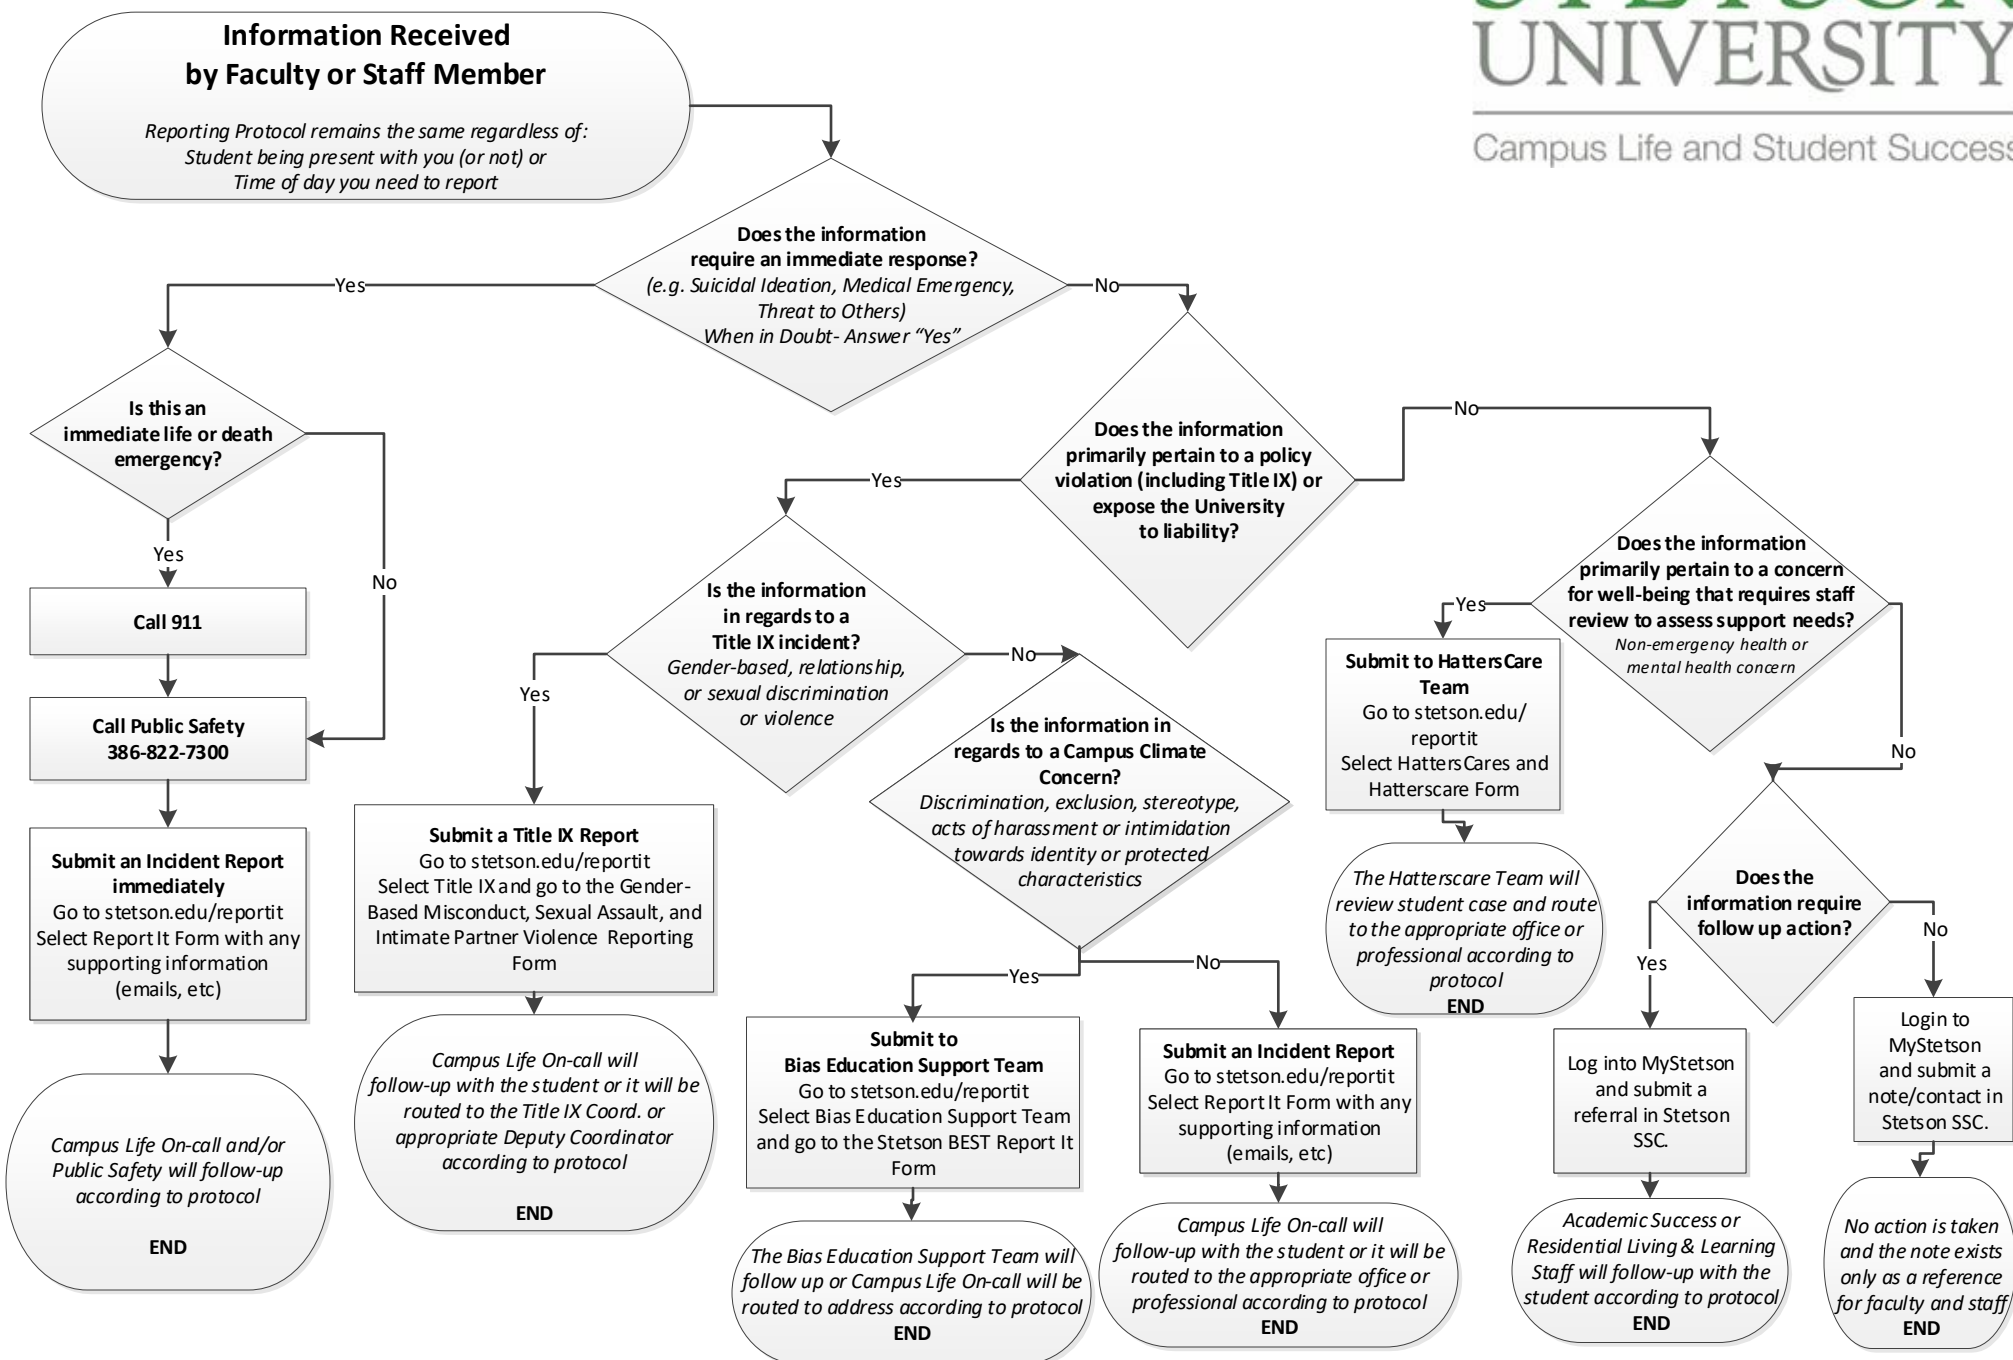 STETSON
UNIVERSITY
Campus Life and Student Success
Information Received
by Faculty or Staff Member
Reporting Protocol remains the same regardless of:
Student being present with you (or not) or
Time of day you need to report
Does the information
require an immediate response?
(e.g. Suicidal Ideation, Medical Emergency,
Threat to Others)
When in Doubt- Answer “Yes”
Yes
No
Is this an
immediate life or death
emergency?
Yes
No
Call 911
Call Public Safety
386-822-7300
Submit an Incident Report
immediately
Go to stetson.edu/reportit
Select Report It Form with any
supporting information
(emails, etc)
Campus Life On-call and/or
Public Safety will follow-up
according to protocol
END
Does the information
primarily pertain to a policy
violation (including Title IX) or
expose the University
to liability?
Yes
No
Is the information
in regards to a
Title IX incident?
Gender-based, relationship,
or sexual discrimination
or violence
Yes
No
Submit a Title IX Report
Go to stetson.edu/reportit
Select Title IX and go to the Gender-
Based Misconduct, Sexual Assault, and
Intimate Partner Violence Reporting
Form
Campus Life On-call will
follow-up with the student or it will be
routed to the Title IX Coord. or
appropriate Deputy Coordinator
according to protocol
END
Is the information in
regards to a Campus Climate
Concern?
Discrimination, exclusion, stereotype,
acts of harassment or intimidation
towards identity or protected
characteristics
Yes
No
Submit to
Bias Education Support Team
Go to stetson.edu/reportit
Select Bias Education Support Team
and go to the Stetson BEST Report It
Form
The Bias Education Support Team will
follow up or Campus Life On-call will be
routed to address according to protocol
END
Submit an Incident Report
Go to stetson.edu/reportit
Select Report It Form with any
supporting information
(emails, etc)
Campus Life On-call will
follow-up with the student or it will be
routed to the appropriate office or
professional according to protocol
END
Does the information
primarily pertain to a concern
for well-being that requires staff
review to assess support needs?
Non-emergency health or
mental health concern
Yes
No
Submit to HattersCare
Team
Go to stetson.edu/
reportit
Select HattersCares and
Hatterscare Form
The Hatterscare Team will
review student case and route
to the appropriate office or
professional according to
protocol
END
Does the
information require
follow up action?
Yes
No
Log into MyStetson
and submit a
referral in Stetson
SSC.
Academic Success or
Residential Living & Learning
Staff will follow-up with the
student according to protocol
END
Login to
MyStetson
and submit a
note/contact in
Stetson SSC.
No action is taken
and the note exists
only as a reference
for faculty and staff
END